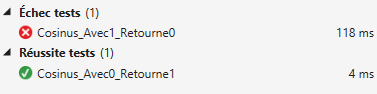 Échec tests (1)
Cosinus_Avec1_Retourne0 118 ms
Réussite tests (1)
Cosinus_Avec0_Retourne1 4 ms